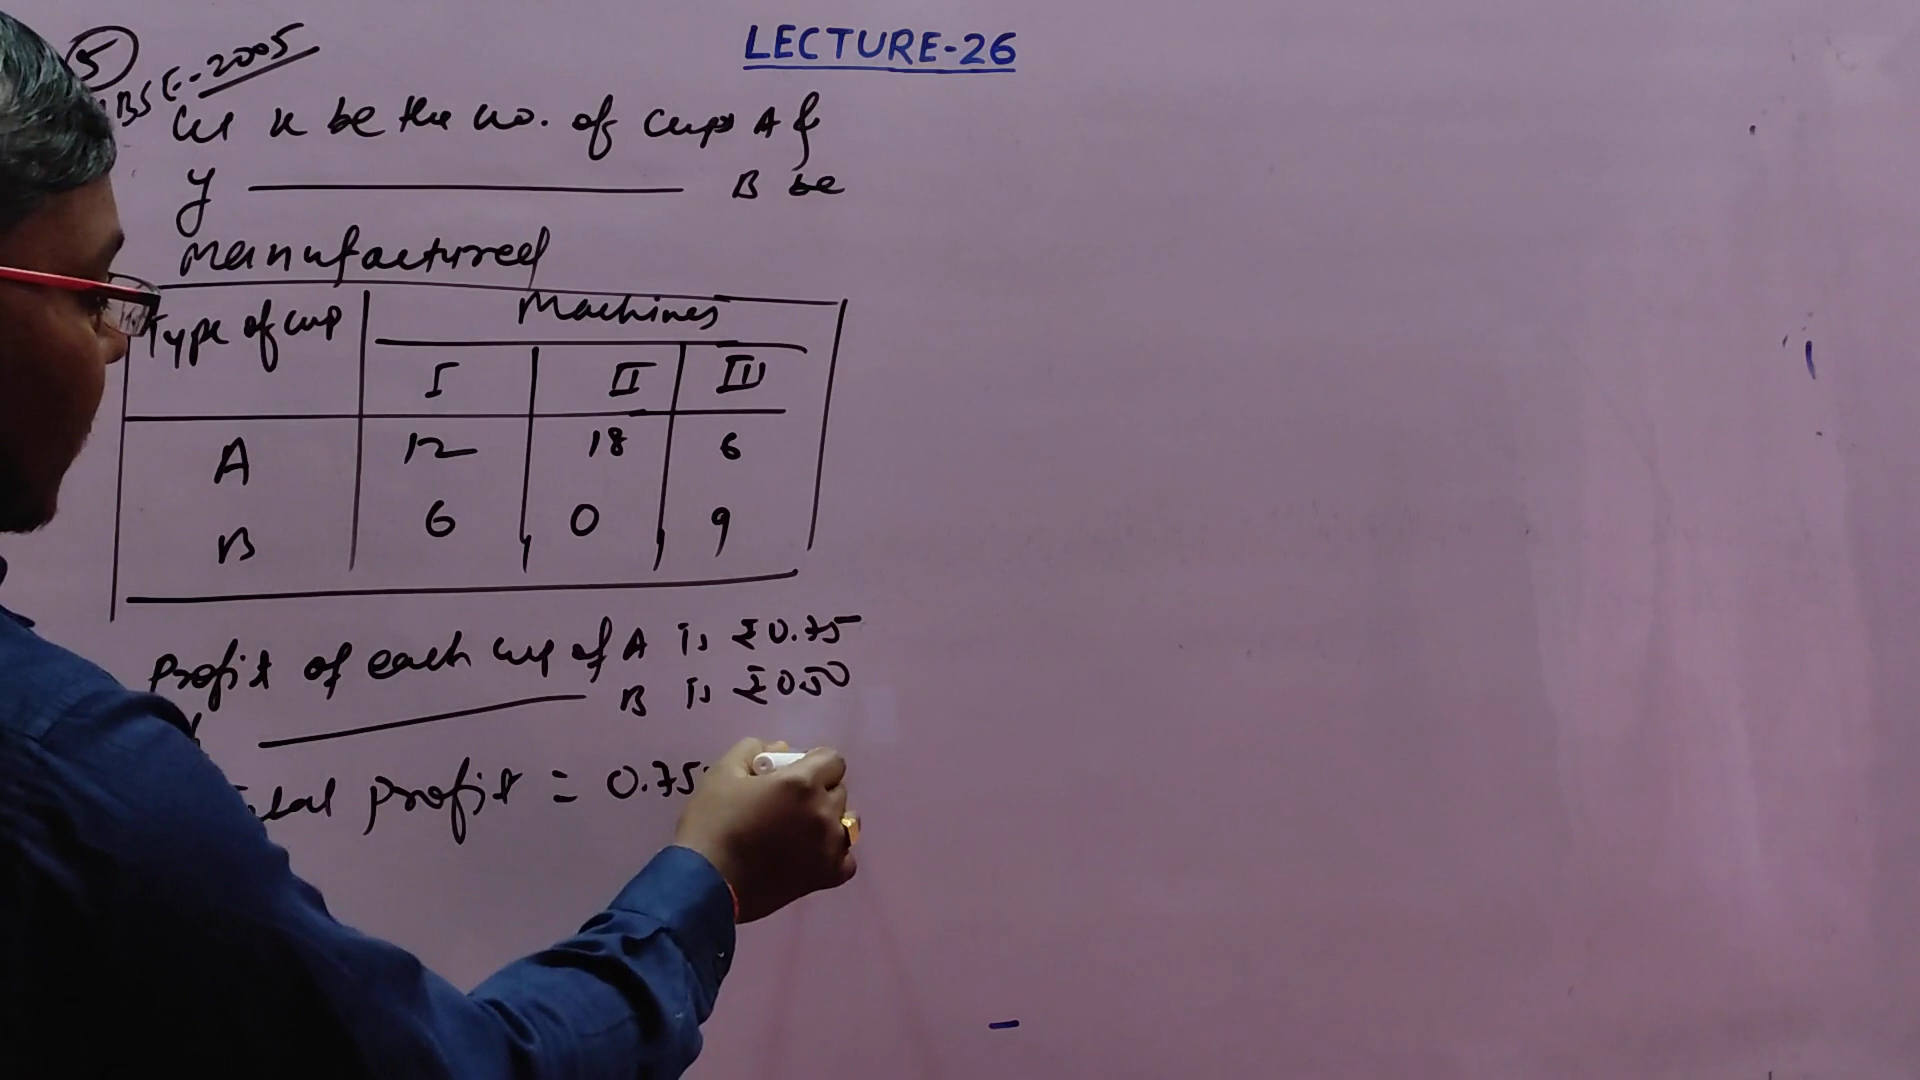 LECTURE-26
5
BSE-2005
Let x be the no. of cups A &
y ——— B be
manufactured
Type of cup Machines
I II III
A 12 18 6
B 6 0 9
Profit of each cup of A is ₹0.75
——— B is ₹0.50
Total profit = 0.75